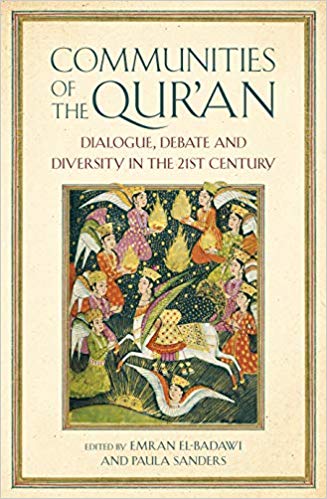 COMMUNITIES
OF THE QUR'AN
DIALOGUE, DEBATE AND
DIVERSITY IN THE 21ST CENTURY
EDITED BY EMRAN EL-BADAWI
AND PAULA SANDERS